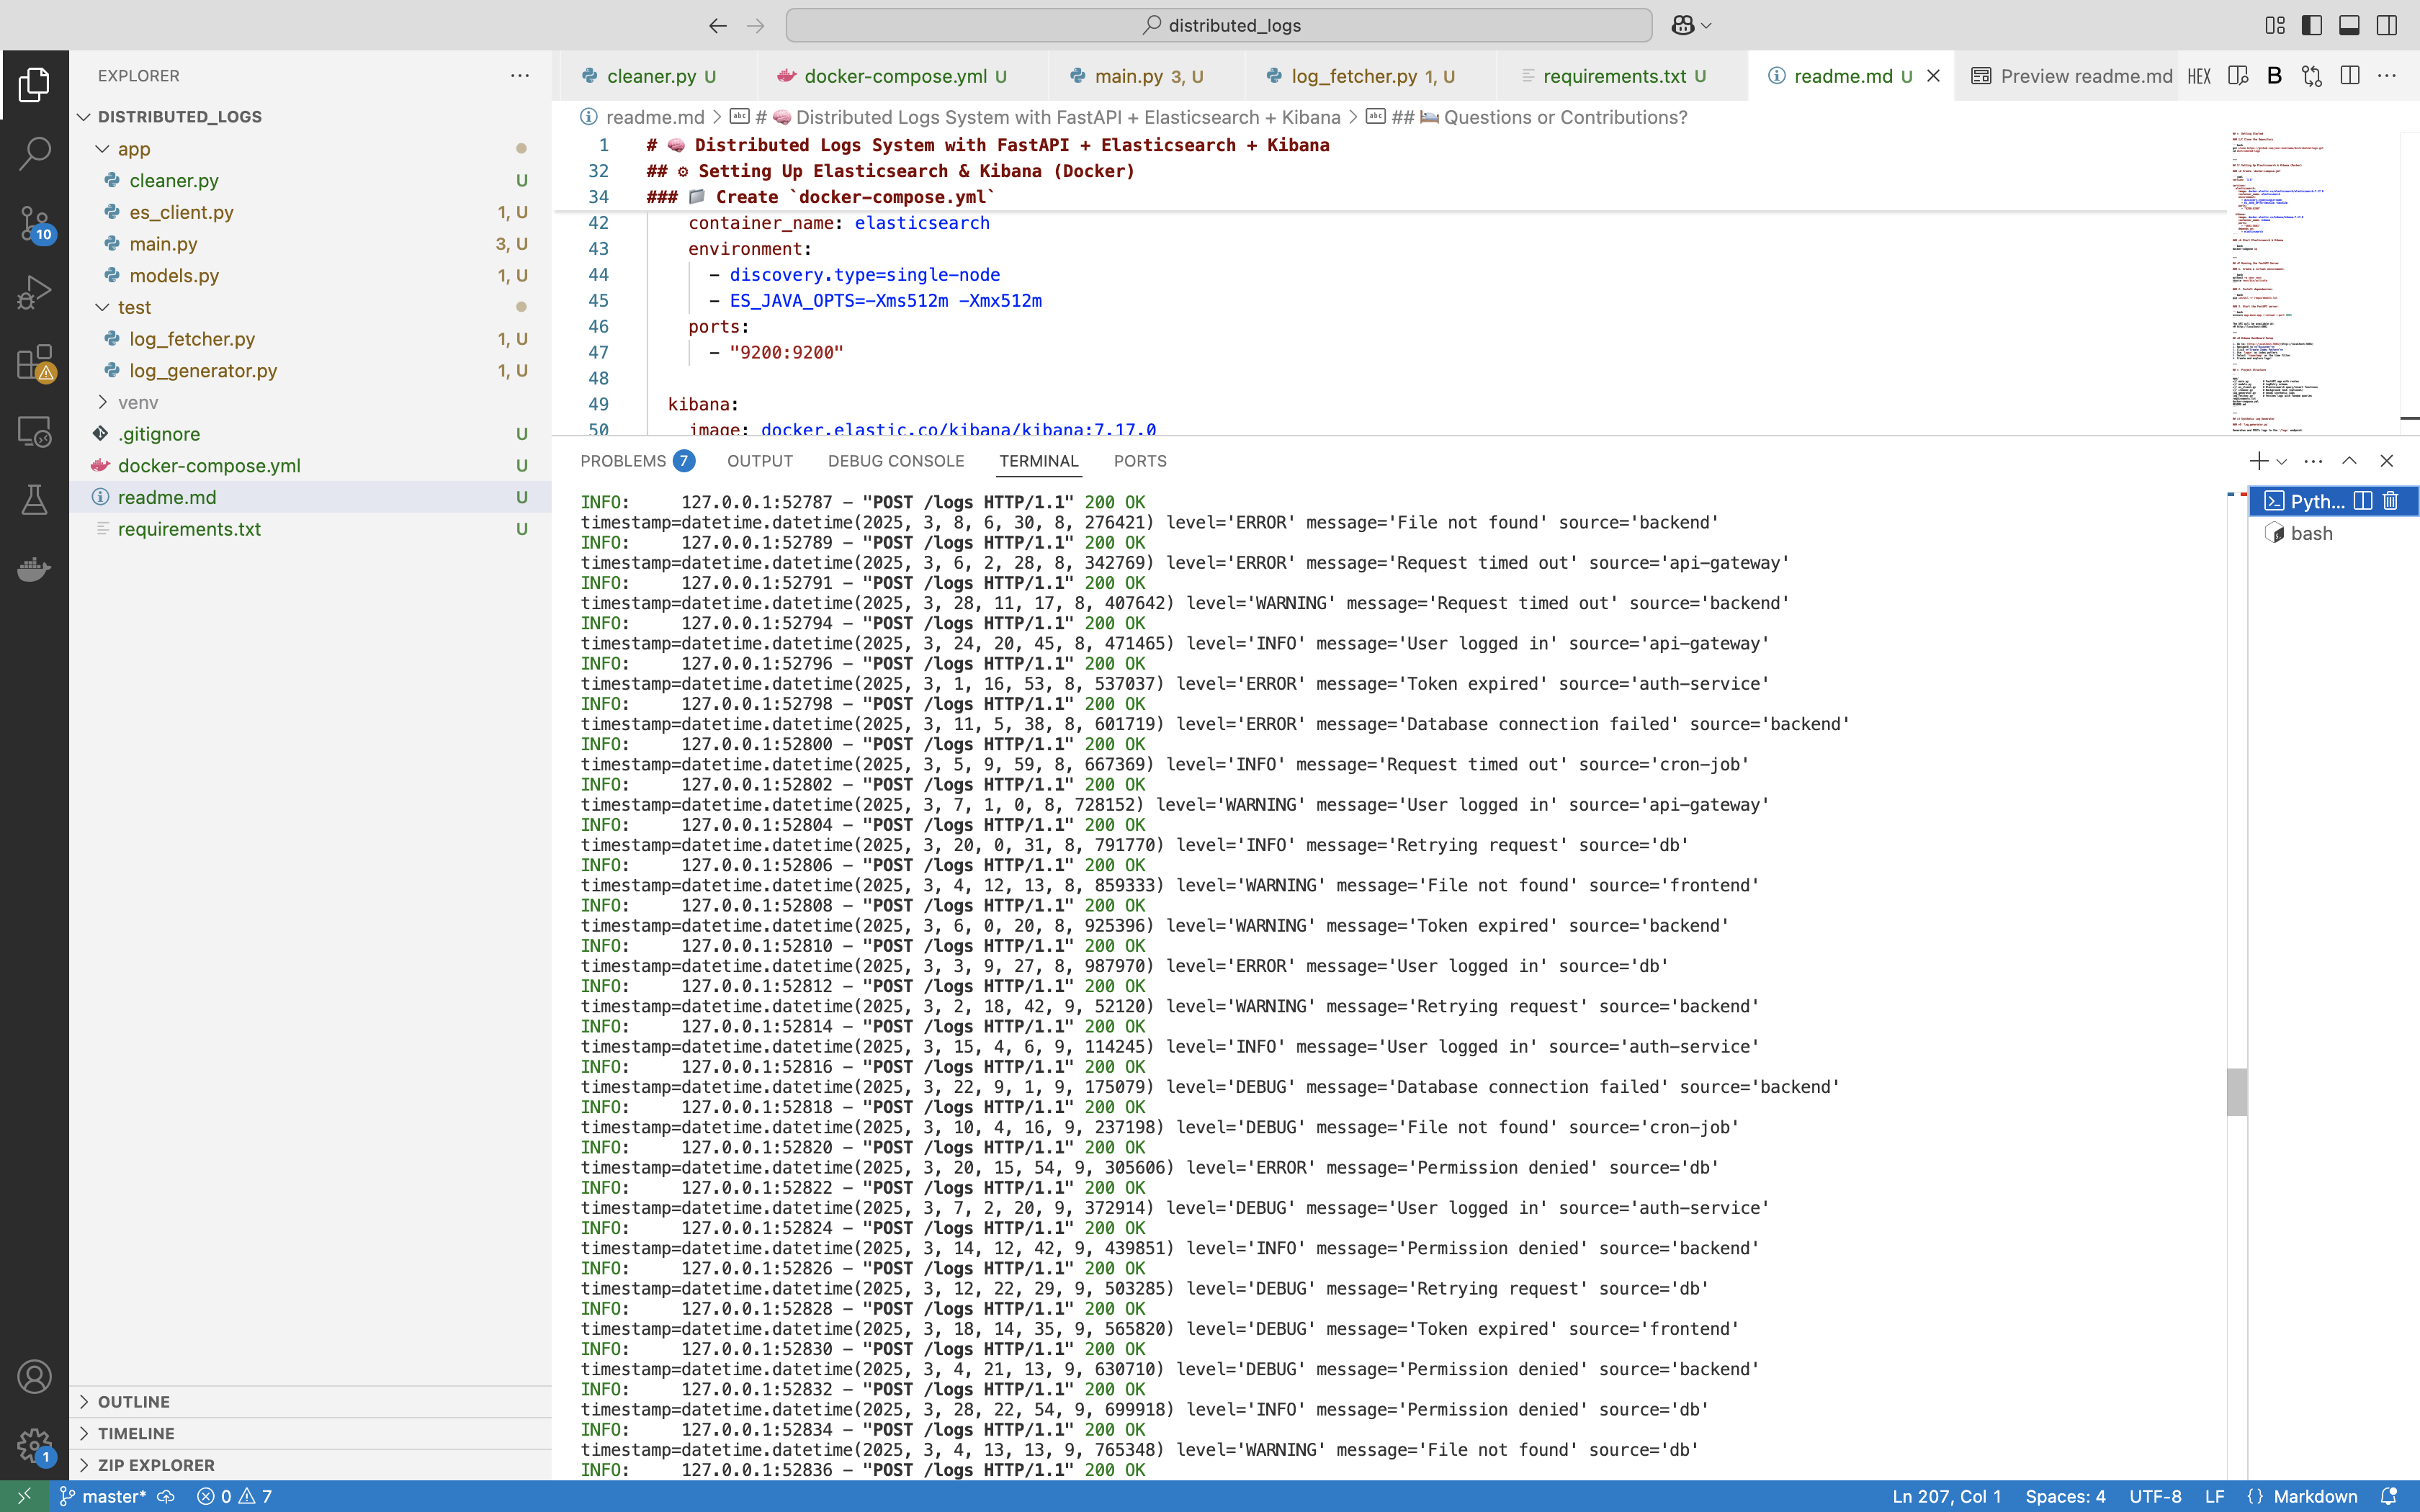 distributed_logs
EXPLORER
DISTRIBUTED_LOGS
app
cleaner.py U
es_client.py 1, U
main.py 3, U
models.py 1, U
test
log_fetcher.py 1, U
log_generator.py 1, U
venv
.gitignore U
docker-compose.yml U
readme.md U
requirements.txt U
OUTLINE
TIMELINE
ZIP EXPLORER
10
1
cleaner.py U
docker-compose.yml U
main.py 3, U
log_fetcher.py 1, U
requirements.txt U
readme.md U
Preview readme.md
HEX
B
readme.md > # 🧠 Distributed Logs System with FastAPI + Elasticsearch + Kibana > ## 🛌 Questions or Contributions?
1 # 🧠 Distributed Logs System with FastAPI + Elasticsearch + Kibana
32 ## ⚙ Setting Up Elasticsearch & Kibana (Docker)
34 ### 📁 Create `docker-compose.yml`
42 container_name: elasticsearch
43 environment:
44 - discovery.type=single-node
45 - ES_JAVA_OPTS=-Xms512m -Xmx512m
46 ports:
47 - "9200:9200"
48
49 kibana:
50 image: docker.elastic.co/kibana/kibana:7.17.0
PROBLEMS 7 OUTPUT DEBUG CONSOLE TERMINAL PORTS
INFO: 127.0.0.1:52787 - "POST /logs HTTP/1.1" 200 OK
timestamp=datetime.datetime(2025, 3, 8, 6, 30, 8, 276421) level='ERROR' message='File not found' source='backend'
INFO: 127.0.0.1:52789 - "POST /logs HTTP/1.1" 200 OK
timestamp=datetime.datetime(2025, 3, 6, 2, 28, 8, 342769) level='ERROR' message='Request timed out' source='api-gateway'
INFO: 127.0.0.1:52791 - "POST /logs HTTP/1.1" 200 OK
timestamp=datetime.datetime(2025, 3, 28, 11, 17, 8, 407642) level='WARNING' message='Request timed out' source='backend'
INFO: 127.0.0.1:52794 - "POST /logs HTTP/1.1" 200 OK
timestamp=datetime.datetime(2025, 3, 24, 20, 45, 8, 471465) level='INFO' message='User logged in' source='api-gateway'
INFO: 127.0.0.1:52796 - "POST /logs HTTP/1.1" 200 OK
timestamp=datetime.datetime(2025, 3, 1, 16, 53, 8, 537037) level='ERROR' message='Token expired' source='auth-service'
INFO: 127.0.0.1:52798 - "POST /logs HTTP/1.1" 200 OK
timestamp=datetime.datetime(2025, 3, 11, 5, 38, 8, 601719) level='ERROR' message='Database connection failed' source='backend'
INFO: 127.0.0.1:52800 - "POST /logs HTTP/1.1" 200 OK
timestamp=datetime.datetime(2025, 3, 5, 9, 59, 8, 667369) level='INFO' message='Request timed out' source='cron-job'
INFO: 127.0.0.1:52802 - "POST /logs HTTP/1.1" 200 OK
timestamp=datetime.datetime(2025, 3, 7, 1, 0, 8, 728152) level='WARNING' message='User logged in' source='api-gateway'
INFO: 127.0.0.1:52804 - "POST /logs HTTP/1.1" 200 OK
timestamp=datetime.datetime(2025, 3, 20, 0, 31, 8, 791770) level='INFO' message='Retrying request' source='db'
INFO: 127.0.0.1:52806 - "POST /logs HTTP/1.1" 200 OK
timestamp=datetime.datetime(2025, 3, 4, 12, 13, 8, 859333) level='WARNING' message='File not found' source='frontend'
INFO: 127.0.0.1:52808 - "POST /logs HTTP/1.1" 200 OK
timestamp=datetime.datetime(2025, 3, 6, 0, 20, 8, 925396) level='WARNING' message='Token expired' source='backend'
INFO: 127.0.0.1:52810 - "POST /logs HTTP/1.1" 200 OK
timestamp=datetime.datetime(2025, 3, 3, 9, 27, 8, 987970) level='ERROR' message='User logged in' source='db'
INFO: 127.0.0.1:52812 - "POST /logs HTTP/1.1" 200 OK
timestamp=datetime.datetime(2025, 3, 2, 18, 42, 9, 52120) level='WARNING' message='Retrying request' source='backend'
INFO: 127.0.0.1:52814 - "POST /logs HTTP/1.1" 200 OK
timestamp=datetime.datetime(2025, 3, 15, 4, 6, 9, 114245) level='INFO' message='User logged in' source='auth-service'
INFO: 127.0.0.1:52816 - "POST /logs HTTP/1.1" 200 OK
timestamp=datetime.datetime(2025, 3, 22, 9, 1, 9, 175079) level='DEBUG' message='Database connection failed' source='backend'
INFO: 127.0.0.1:52818 - "POST /logs HTTP/1.1" 200 OK
timestamp=datetime.datetime(2025, 3, 10, 4, 16, 9, 237198) level='DEBUG' message='File not found' source='cron-job'
INFO: 127.0.0.1:52820 - "POST /logs HTTP/1.1" 200 OK
timestamp=datetime.datetime(2025, 3, 20, 15, 54, 9, 305606) level='ERROR' message='Permission denied' source='db'
INFO: 127.0.0.1:52822 - "POST /logs HTTP/1.1" 200 OK
timestamp=datetime.datetime(2025, 3, 7, 2, 20, 9, 372914) level='DEBUG' message='User logged in' source='auth-service'
INFO: 127.0.0.1:52824 - "POST /logs HTTP/1.1" 200 OK
timestamp=datetime.datetime(2025, 3, 14, 12, 42, 9, 439851) level='INFO' message='Permission denied' source='backend'
INFO: 127.0.0.1:52826 - "POST /logs HTTP/1.1" 200 OK
timestamp=datetime.datetime(2025, 3, 12, 22, 29, 9, 503285) level='DEBUG' message='Retrying request' source='db'
INFO: 127.0.0.1:52828 - "POST /logs HTTP/1.1" 200 OK
timestamp=datetime.datetime(2025, 3, 18, 14, 35, 9, 565820) level='DEBUG' message='Token expired' source='frontend'
INFO: 127.0.0.1:52830 - "POST /logs HTTP/1.1" 200 OK
timestamp=datetime.datetime(2025, 3, 4, 21, 13, 9, 630710) level='DEBUG' message='Permission denied' source='backend'
INFO: 127.0.0.1:52832 - "POST /logs HTTP/1.1" 200 OK
timestamp=datetime.datetime(2025, 3, 28, 22, 54, 9, 699918) level='INFO' message='Permission denied' source='db'
INFO: 127.0.0.1:52834 - "POST /logs HTTP/1.1" 200 OK
timestamp=datetime.datetime(2025, 3, 4, 13, 13, 9, 765348) level='WARNING' message='File not found' source='db'
INFO: 127.0.0.1:52836 - "POST /logs HTTP/1.1" 200 OK
Pyth...
bash
master* 0 7
Ln 207, Col 1 Spaces: 4 UTF-8 LF {} Markdown